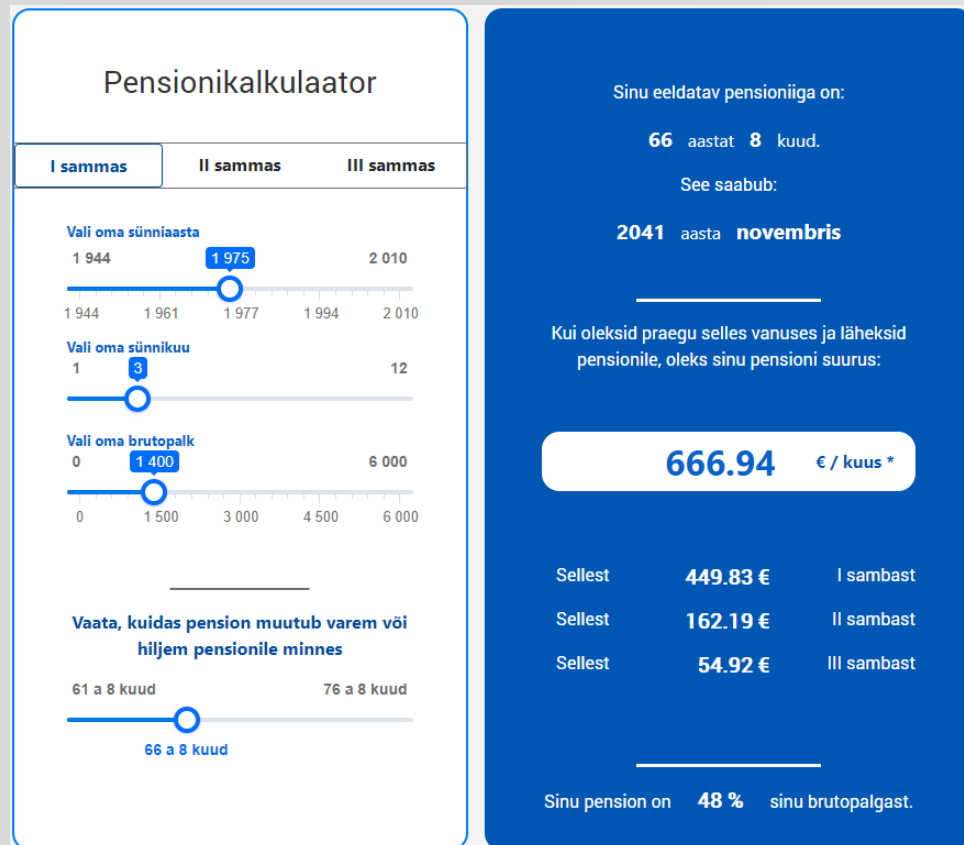 Pensionikalkulaator
I sammas II sammas III sammas
Vali oma sünniaasta
1 944 1 975 2 010
1 944 1 961 1 977 1 994 2 010
Vali oma sünnikuu
1 3 12
Vali oma brutopalk
0 1 400 6 000
0 1 500 3 000 4 500 6 000
Vaata, kuidas pension muutub varem või
hiljem pensionile minnes
61 a 8 kuud 76 a 8 kuud
66 a 8 kuud
Sinu eeldatav pensioniiga on:
66 aastat 8 kuud.
See saabub:
2041 aasta novembris
Kui oleksid praegu selles vanuses ja läheksid
pensionile, oleks sinu pensioni suurus:
666.94 € / kuus *
Sellest 449.83 € I sambast
Sellest 162.19 € II sambast
Sellest 54.92 € III sambast
Sinu pension on 48 % sinu brutopalgast.